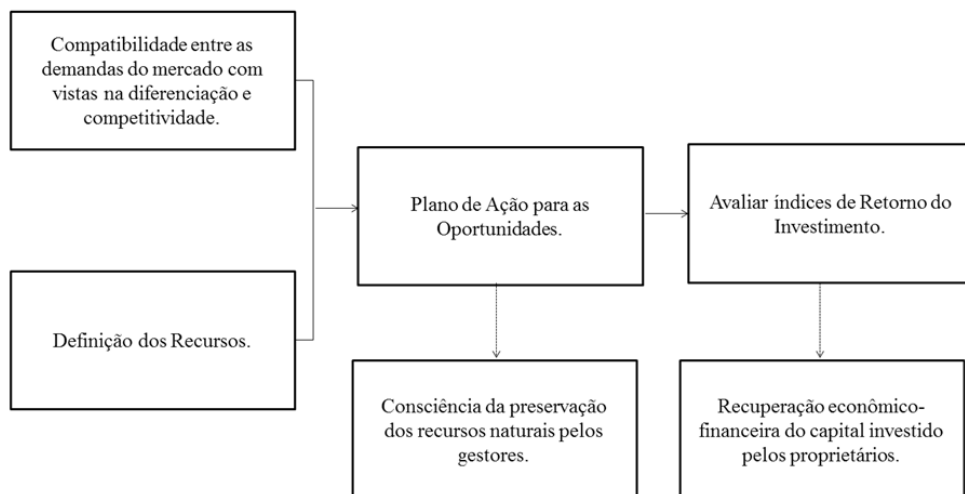 Compatibilidade entre as
demandas do mercado com
vistas na diferenciação e
competitividade.
Definição dos Recursos.
Plano de Ação para as
Oportunidades.
Avaliar índices de Retorno do
Investimento.
Consciência da preservação
dos recursos naturais pelos
gestores.
Recuperação econômico-
financeira do capital investido
pelos proprietários.